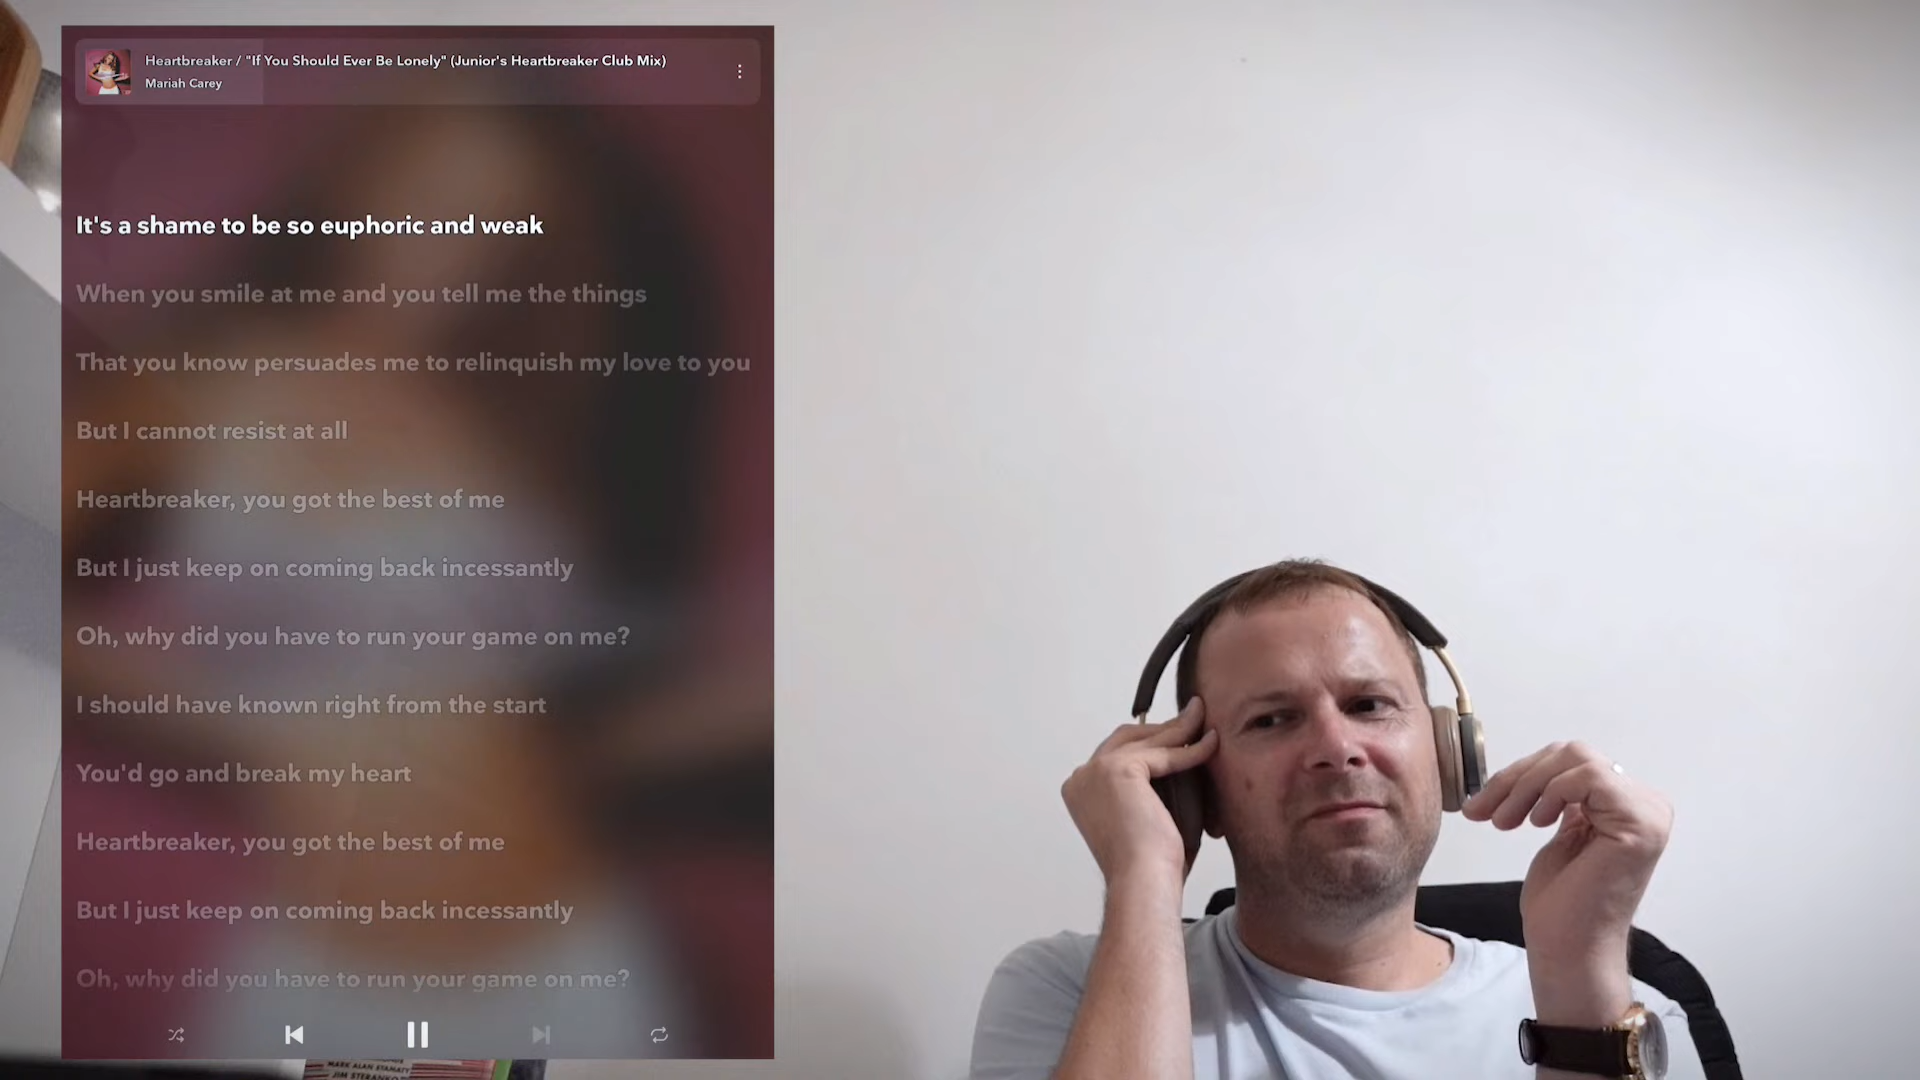 Heartbreaker / "If You Should Ever Be Lonely" (Junior's Heartbreaker Club Mix)
Mariah Carey
It's a shame to be so euphoric and weak
When you smile at me and you tell me the things
That you know persuades me to relinquish my love to you
But I cannot resist at all
Heartbreaker, you got the best of me
But I just keep on coming back incessantly
Oh, why did you have to run your game on me?
I should have known right from the start
You'd go and break my heart
Heartbreaker, you got the best of me
But I just keep on coming back incessantly
Oh, why did you have to run your game on me?
MARK ALAN STAMATY
JIM STERANKO